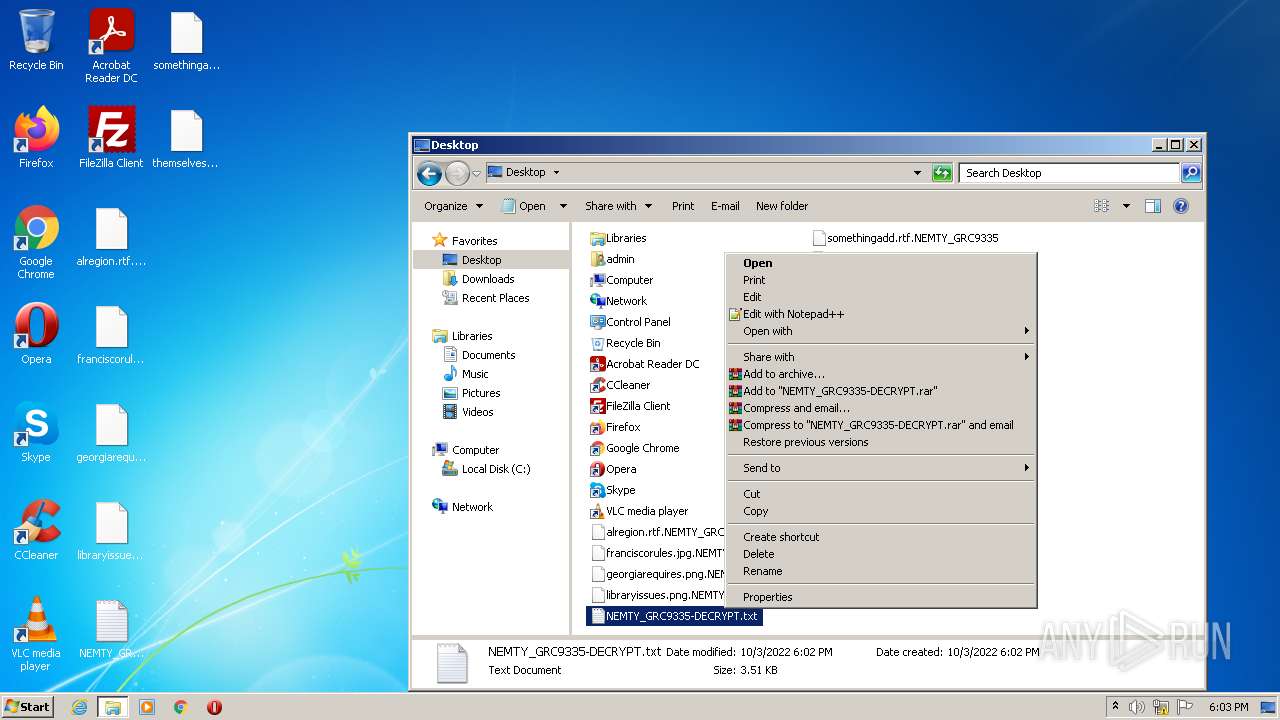 Recycle Bin
Acrobat
Reader DC
somethinga...
Firefox
FileZilla Client
themselves...
Google
Chrome
alregion.rtf....
Opera
franciscorul...
Skype
georgiarequ...
CCleaner
libraryissue...
VLC media
player
NEMTY_GR...
Desktop
Desktop
Search Desktop
Organize
Open
Share with
Print
E-mail
New folder
Favorites
Desktop
Downloads
Recent Places
Libraries
Documents
Music
Pictures
Videos
Computer
Local Disk (C:)
Network
Libraries
admin
Computer
Network
Control Panel
Recycle Bin
Acrobat Reader DC
CCleaner
FileZilla Client
Firefox
Google Chrome
Opera
Skype
VLC media player
alregion.rtf.NEMTY_GRC
franciscorules.jpg.NEMTY
georgiarequires.png.NEM
libraryissues.png.NEMTY
NEMTY_GRC9335-DECRYPT.txt
somethingadd.rtf.NEMTY_GRC9335
Open
Print
Edit
Edit with Notepad++
Open with
Share with
Add to archive...
Add to "NEMTY_GRC9335-DECRYPT.rar"
Compress and email...
Compress to "NEMTY_GRC9335-DECRYPT.rar" and email
Restore previous versions
Send to
Cut
Copy
Create shortcut
Delete
Rename
Properties
NEMTY_GRC9335-DECRYPT.txt Date modified: 10/3/2022 6:02 PM Date created: 10/3/2022 6:02 PM
Text Document Size: 3.51 KB
ANY RUN
Start
6:03 PM